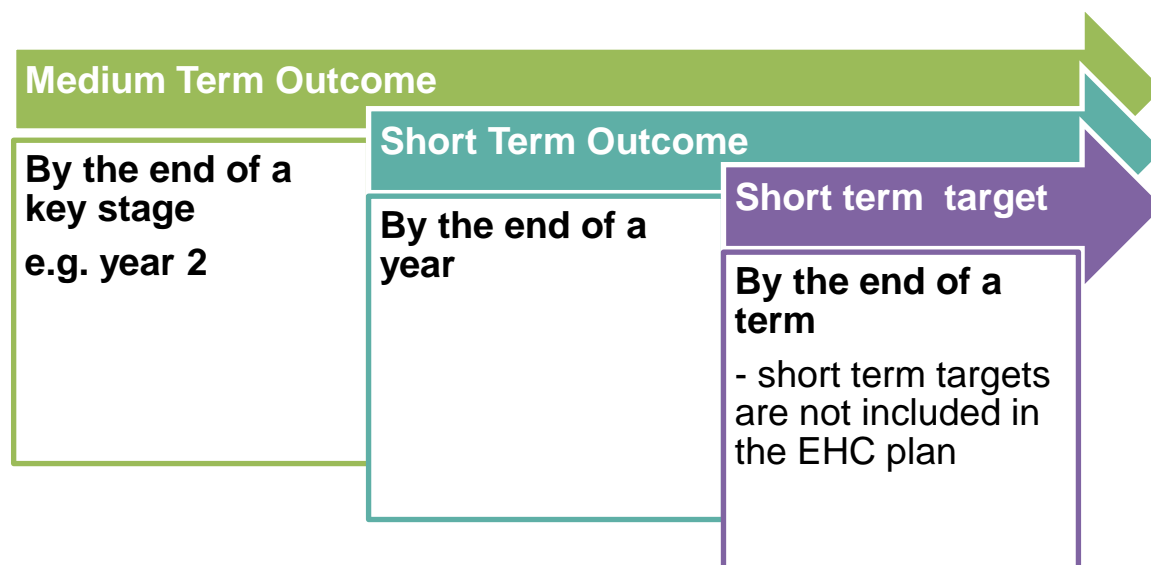 Medium Term Outcome
By the end of a
key stage
e.g. year 2
Short Term Outcome
By the end of a
year
Short term  target
By the end of a
term
- short term targets
are not included in
the EHC plan